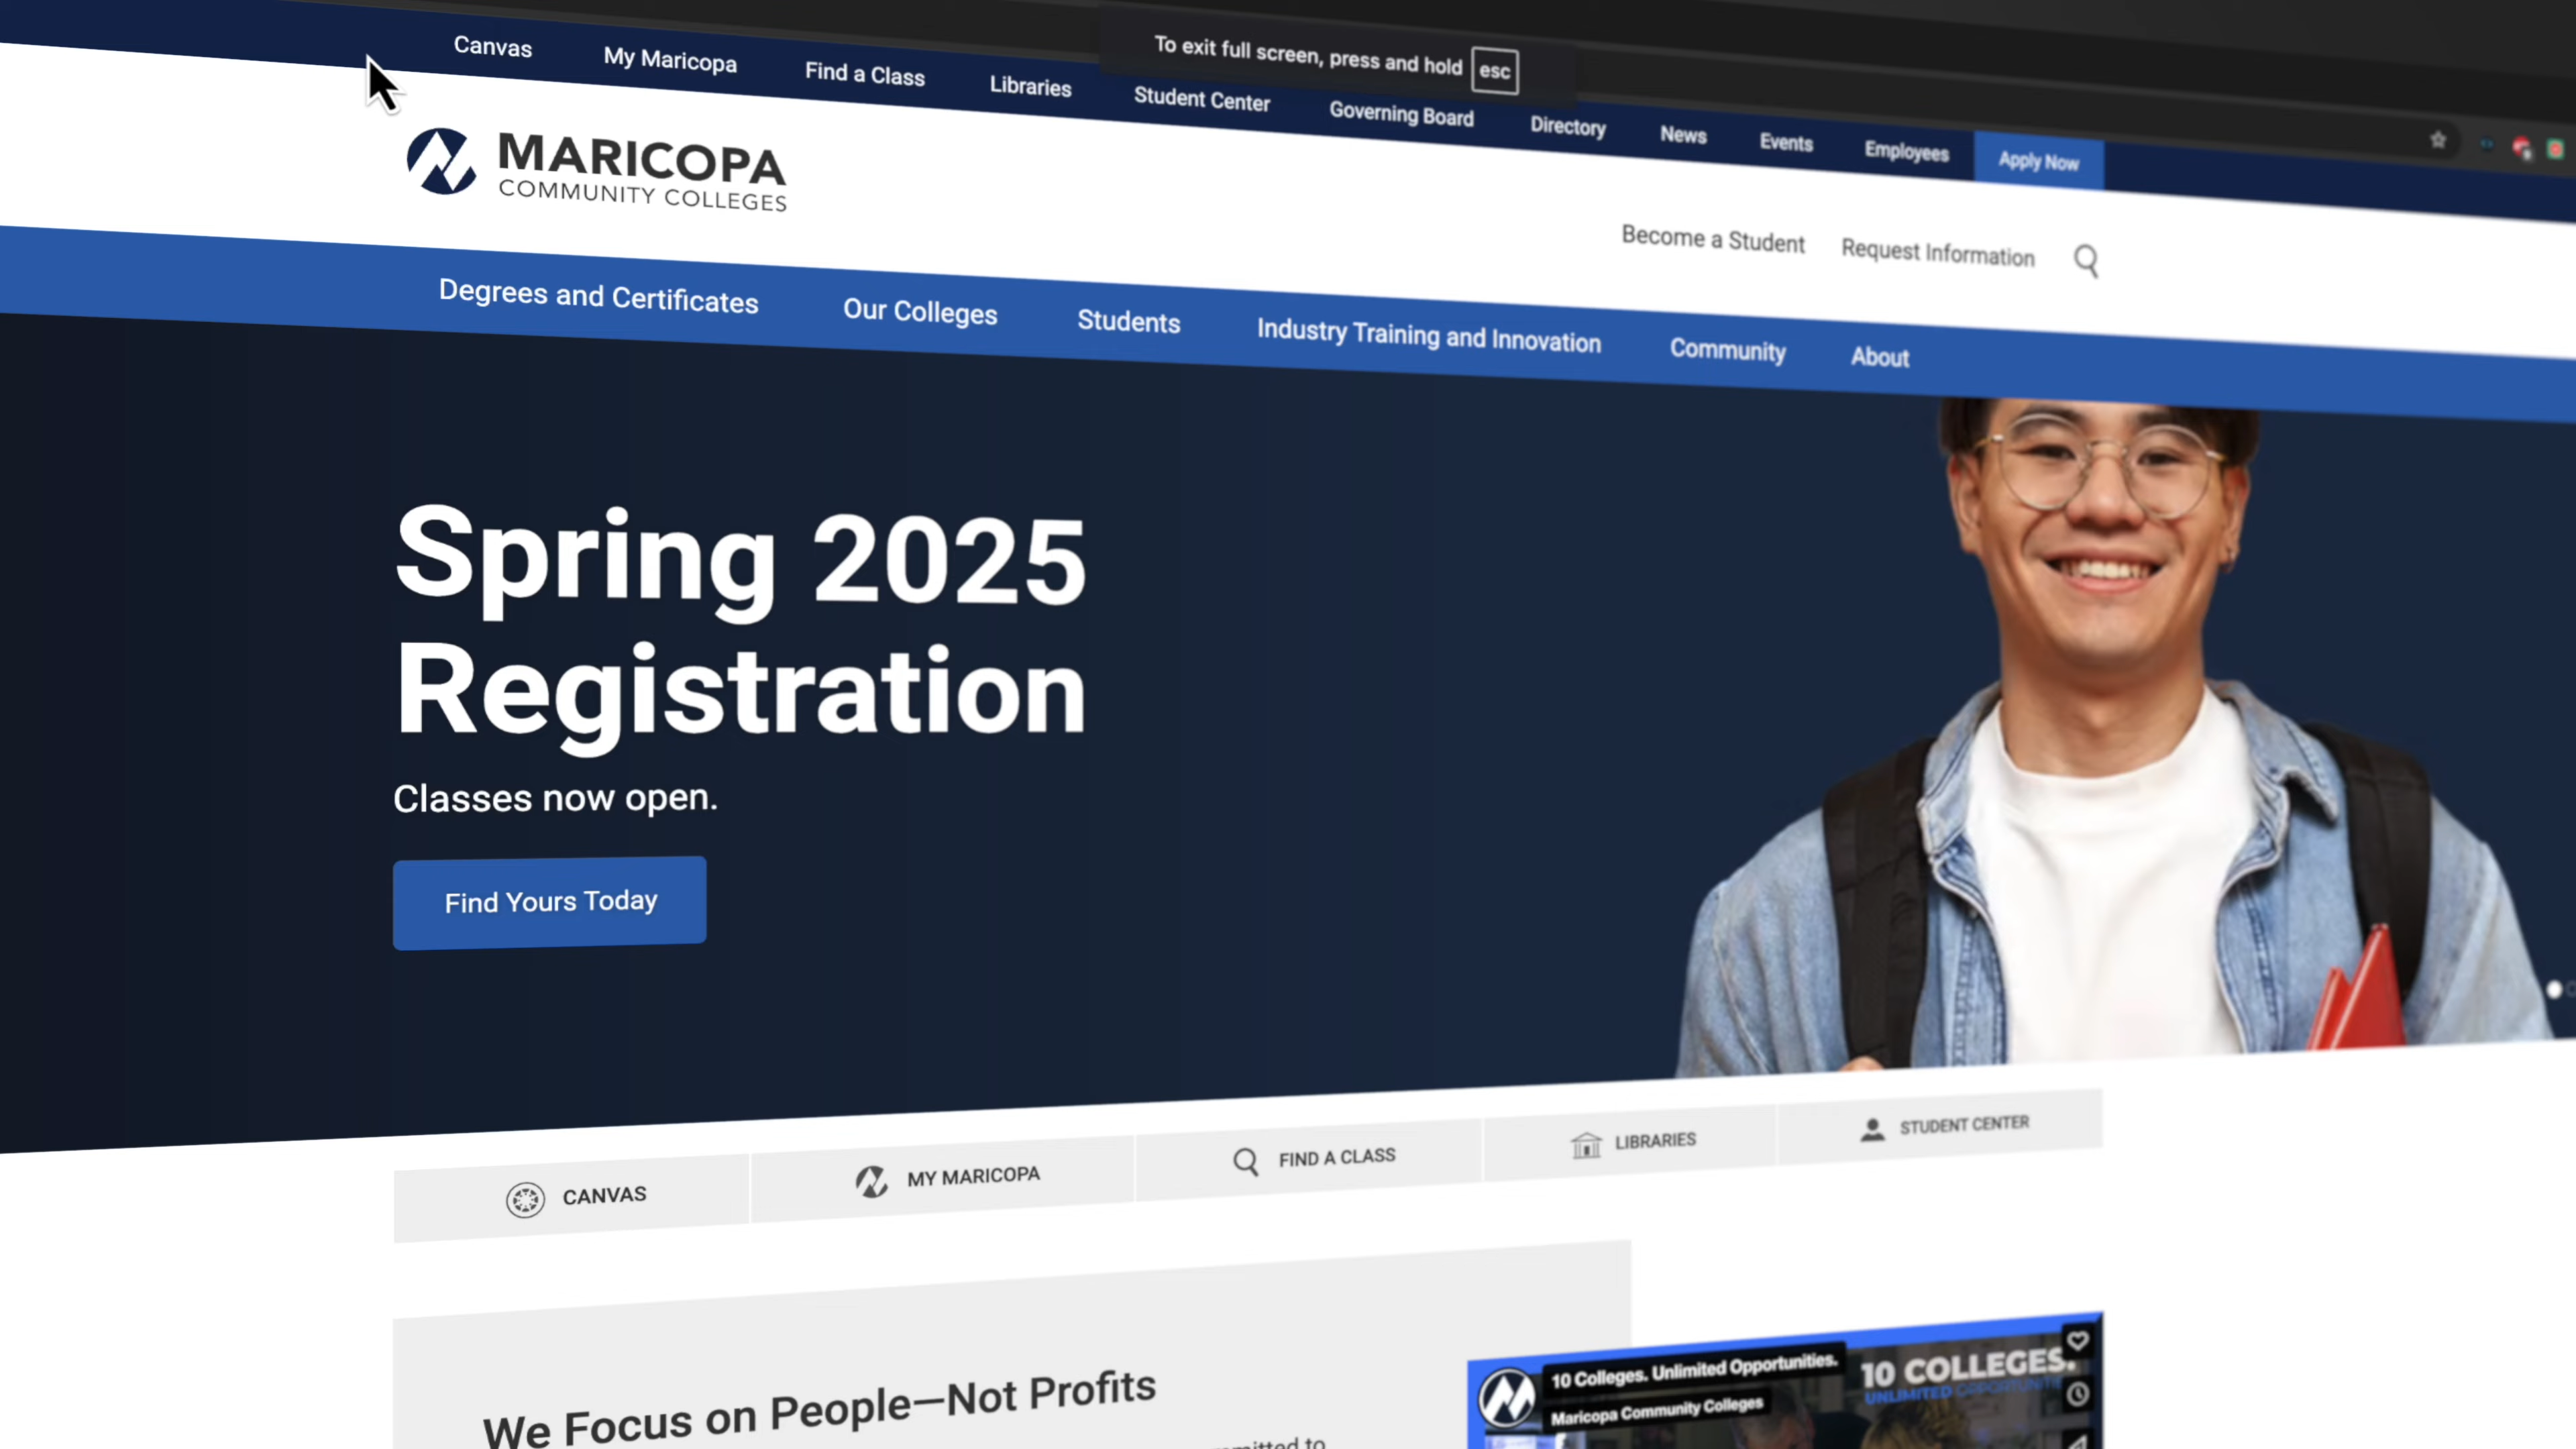 To exit full screen, press and hold esc
Canvas My Maricopa Find a Class Libraries Student Center Governing Board Directory News Events Employees Apply Now
MARICOPA
COMMUNITY COLLEGES
Become a Student Request Information
Degrees and Certificates Our Colleges Students Industry Training and Innovation Community About
Spring 2025
Registration
Classes now open.
Find Yours Today
CANVAS MY MARICOPA FIND A CLASS LIBRARIES STUDENT CENTER
We Focus on People—Not Profits
10 Colleges. Unlimited Opportunities.
Maricopa Community Colleges
10 COLLEGES.
UNLIMITED
to